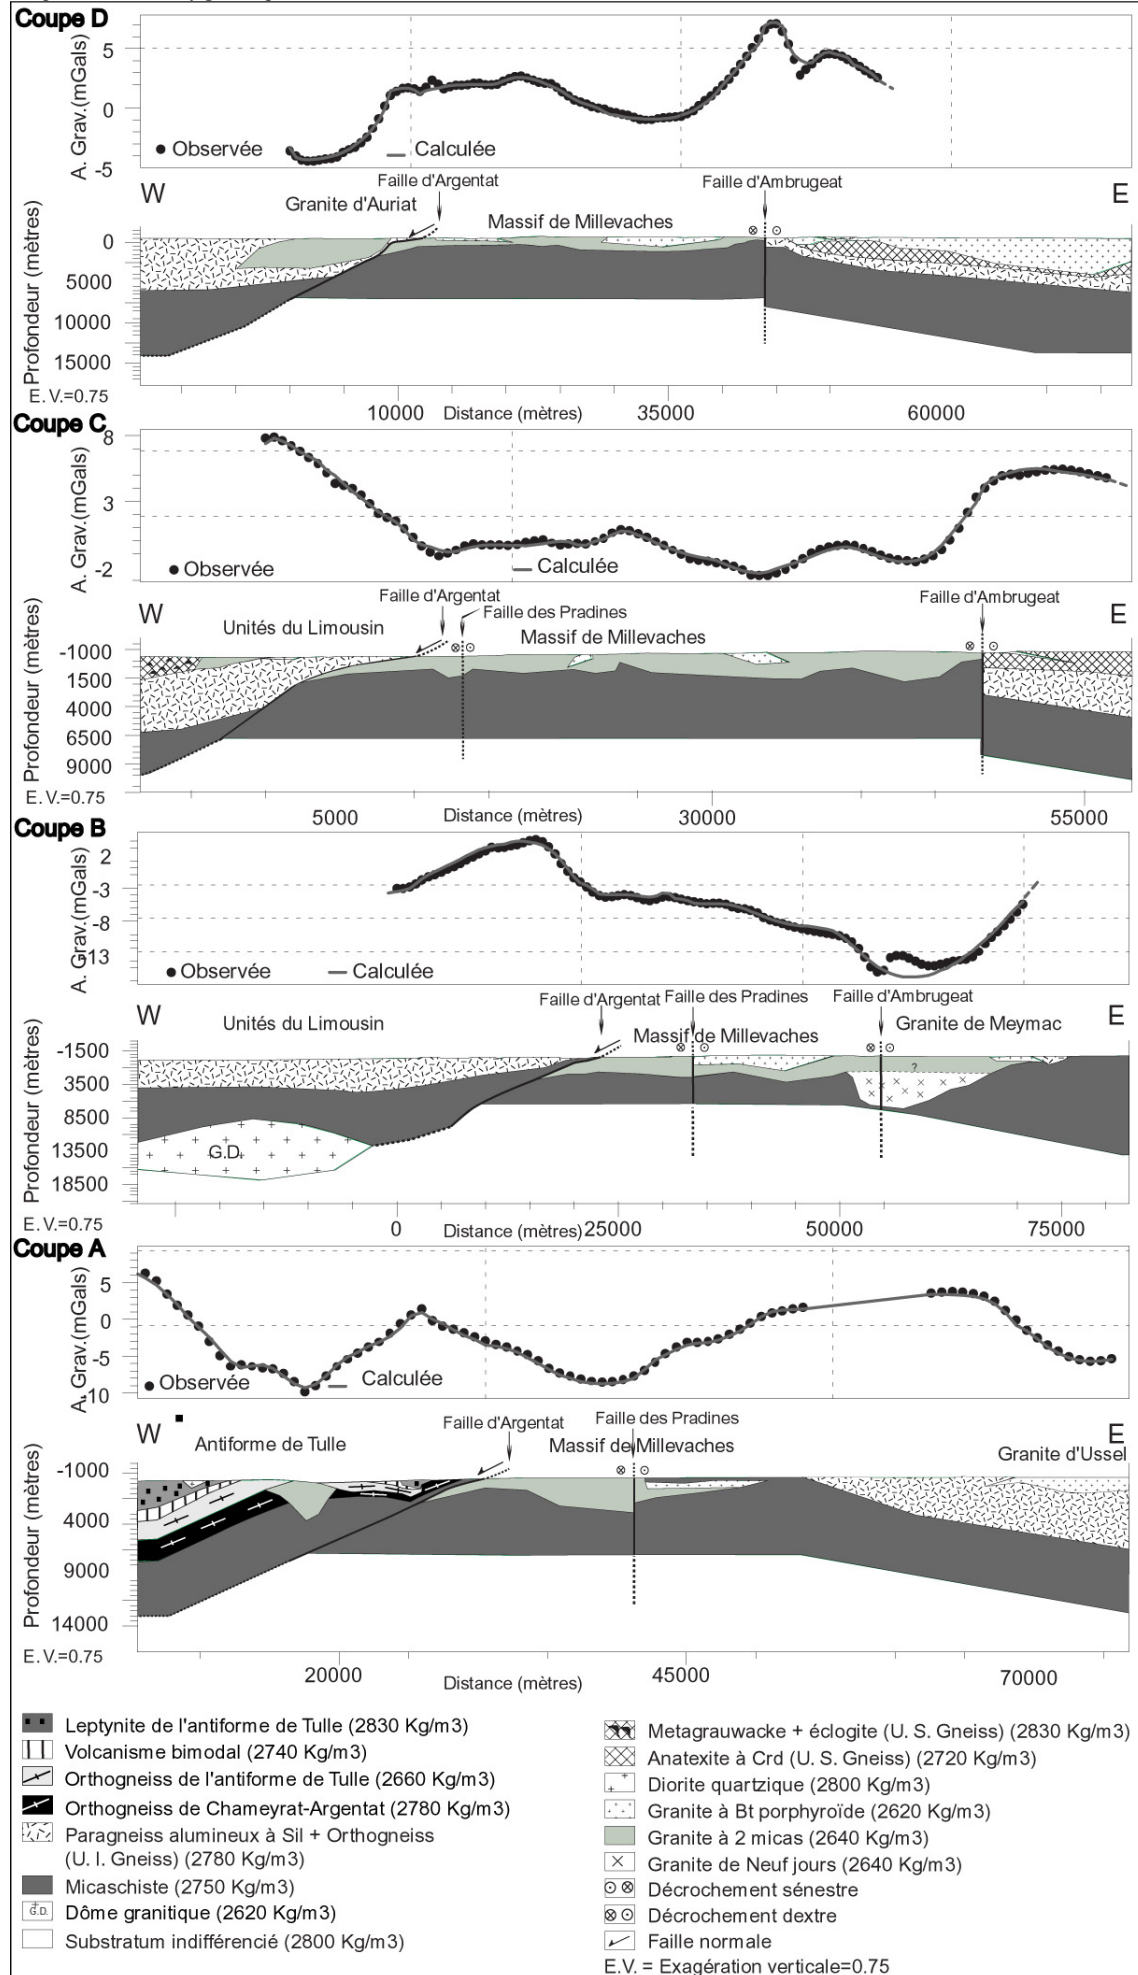 Coupe D
A. Grav.(mGals)
5
0
-5
Observée
Calculée
Faille d'Argentat
Faille d'Ambrugeat
W
E
Granite d'Auriat
Massif de Millevaches
Profondeur (mètres)
0
5000
10000
15000
E. V.=0.75
10000
Distance (mètres)
35000
60000
Coupe C
A. Grav.(mGals)
8
3
-2
Observée
Calculée
Faille d'Argentat
Faille des Pradines
Faille d'Ambrugeat
W
E
Unités du Limousin
Massif de Millevaches
Profondeur (mètres)
-1000
1500
4000
6500
9000
E. V.=0.75
5000
Distance (mètres)
30000
55000
Coupe B
A. Grav.(mGals)
2
-3
-8
-13
Observée
Calculée
Faille d'Argentat
Faille des Pradines
Faille d'Ambrugeat
W
E
Unités du Limousin
Massif de Millevaches
Granite de Meymac
Profondeur (mètres)
-1500
3500
8500
13500
18500
?
G.D.
E. V.=0.75
0
Distance (mètres)
25000
50000
75000
Coupe A
A. Grav.(mGals)
5
0
-5
-10
Observée
Calculée
Faille d'Argentat
Faille des Pradines
W
E
Antiforme de Tulle
Massif de Millevaches
Granite d'Ussel
Profondeur (mètres)
-1000
4000
9000
14000
E. V.=0.75
20000
Distance (mètres)
45000
70000
Leptynite de l'antiforme de Tulle (2830 Kg/m3)
Volcanisme bimodal (2740 Kg/m3)
Orthogneiss de l'antiforme de Tulle (2660 Kg/m3)
Orthogneiss de Chameyrat-Argentat (2780 Kg/m3)
Paragneiss alumineux à Sil + Orthogneiss
(U. I. Gneiss) (2780 Kg/m3)
Micaschiste (2750 Kg/m3)
G.D. Dôme granitique (2620 Kg/m3)
Substratum indifférencié (2800 Kg/m3)
Metagrauwacke + éclogite (U. S. Gneiss) (2830 Kg/m3)
Anatexite à Crd (U. S. Gneiss) (2720 Kg/m3)
Diorite quartzique (2800 Kg/m3)
Granite à Bt porphyroïde (2620 Kg/m3)
Granite à 2 micas (2640 Kg/m3)
Granite de Neuf jours (2640 Kg/m3)
Décrochement sénestre
Décrochement dextre
Faille normale
E.V. = Exagération verticale=0.75